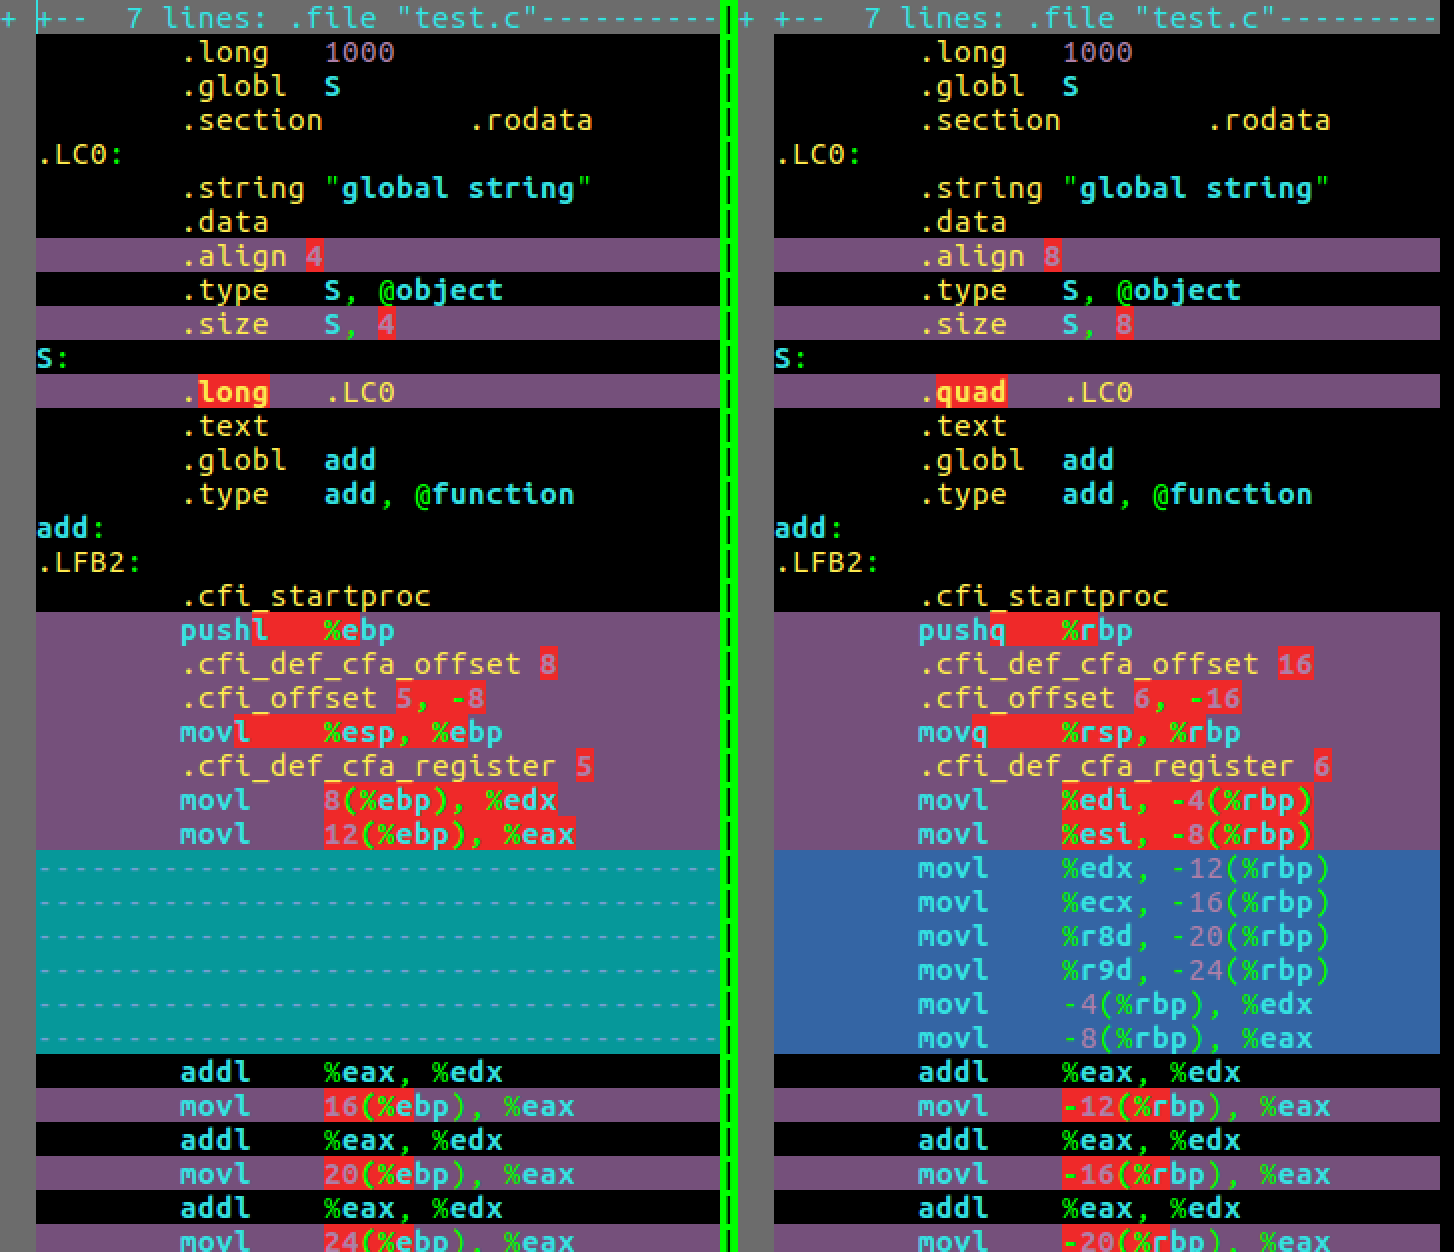 + +--  7 lines: .file "test.c"----------
.long 1000
.globl S
.section .rodata
.LC0:
.string "global string"
.data
.align 4
.type S, @object
.size S, 4
S:
.long .LC0
.text
.globl add
.type add, @function
add:
.LFB2:
.cfi_startproc
pushl %ebp
.cfi_def_cfa_offset 8
.cfi_offset 5, -8
movl %esp, %ebp
.cfi_def_cfa_register 5
movl 8(%ebp), %edx
movl 12(%ebp), %eax
--------------------------------------
--------------------------------------
--------------------------------------
--------------------------------------
--------------------------------------
--------------------------------------
addl %eax, %edx
movl 16(%ebp), %eax
addl %eax, %edx
movl 20(%ebp), %eax
addl %eax, %edx
movl 24(%ebp), %eax
+ +--  7 lines: .file "test.c"---------
.long 1000
.globl S
.section .rodata
.LC0:
.string "global string"
.data
.align 8
.type S, @object
.size S, 8
S:
.quad .LC0
.text
.globl add
.type add, @function
add:
.LFB2:
.cfi_startproc
pushq %rbp
.cfi_def_cfa_offset 16
.cfi_offset 6, -16
movq %rsp, %rbp
.cfi_def_cfa_register 6
movl %edi, -4(%rbp)
movl %esi, -8(%rbp)
movl %edx, -12(%rbp)
movl %ecx, -16(%rbp)
movl %r8d, -20(%rbp)
movl %r9d, -24(%rbp)
movl -4(%rbp), %edx
movl -8(%rbp), %eax
addl %eax, %edx
movl -12(%rbp), %eax
addl %eax, %edx
movl -16(%rbp), %eax
addl %eax, %edx
movl -20(%rbp), %eax